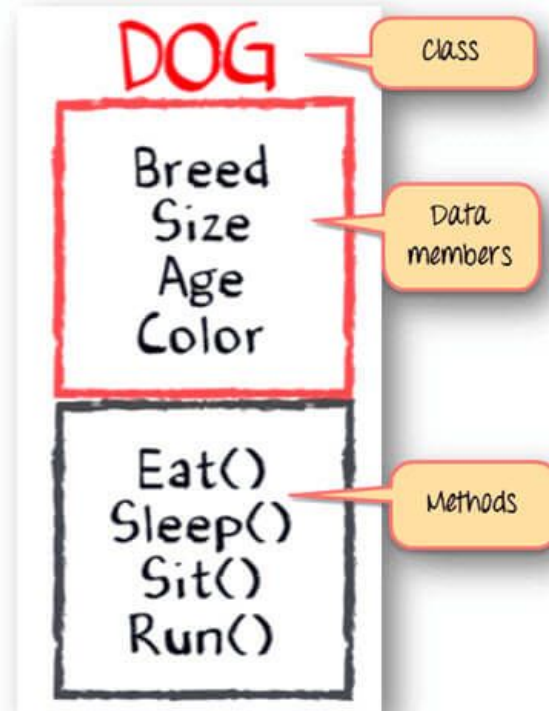 DOG
Class
Breed
Size
Age
Color
Data
members
Eat()
Sleep()
Sit()
Run()
Methods